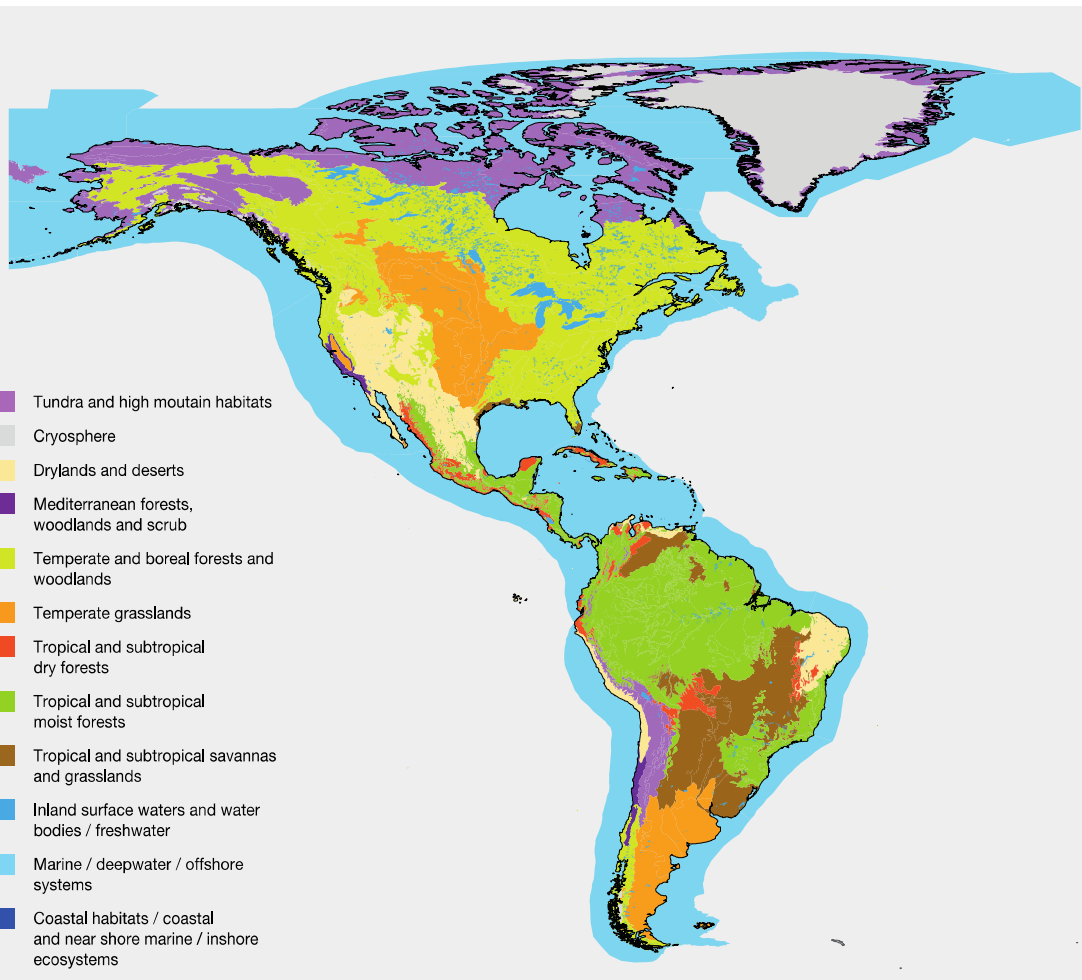 Tundra and high moutain habitats
Cryosphere
Drylands and deserts
Mediterranean forests,
woodlands and scrub
Temperate and boreal forests and
woodlands
Temperate grasslands
Tropical and subtropical
dry forests
Tropical and subtropical
moist forests
Tropical and subtropical savannas
and grasslands
Inland surface waters and water
bodies / freshwater
Marine / deepwater / offshore
systems
Coastal habitats / coastal
and near shore marine / inshore
ecosystems